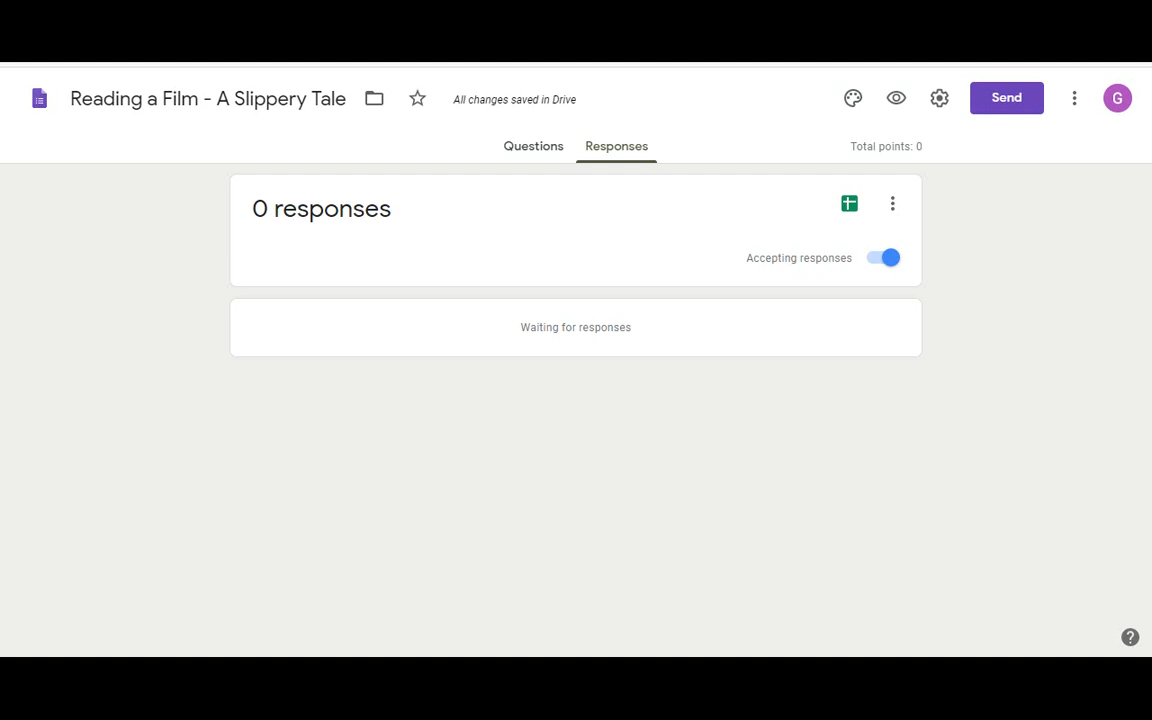 Reading a Film - A Slippery Tale
All changes saved in Drive
Send
G
Questions
Responses
Total points: 0
0 responses
Accepting responses
Waiting for responses
?